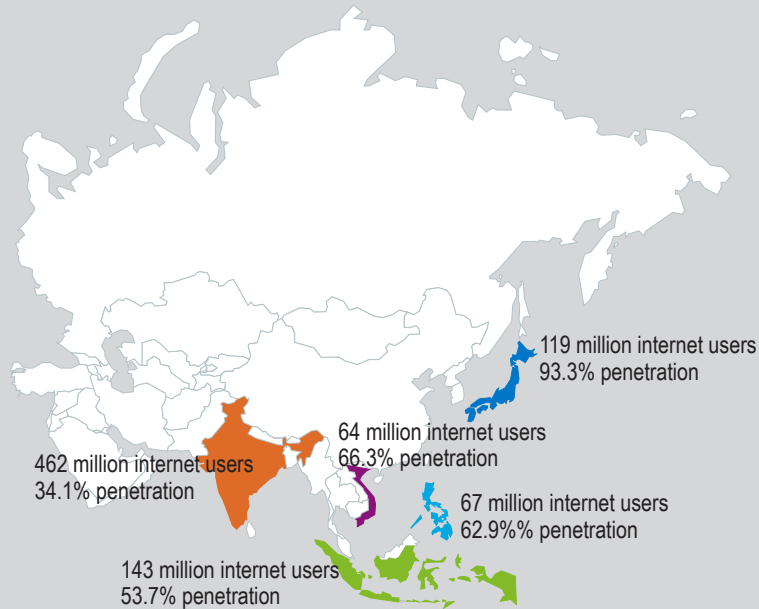 119 million internet users
93.3% penetration
64 million internet users
66.3% penetration
462 million internet users
34.1% penetration
67 million internet users
62.9%% penetration
143 million internet users
53.7% penetration